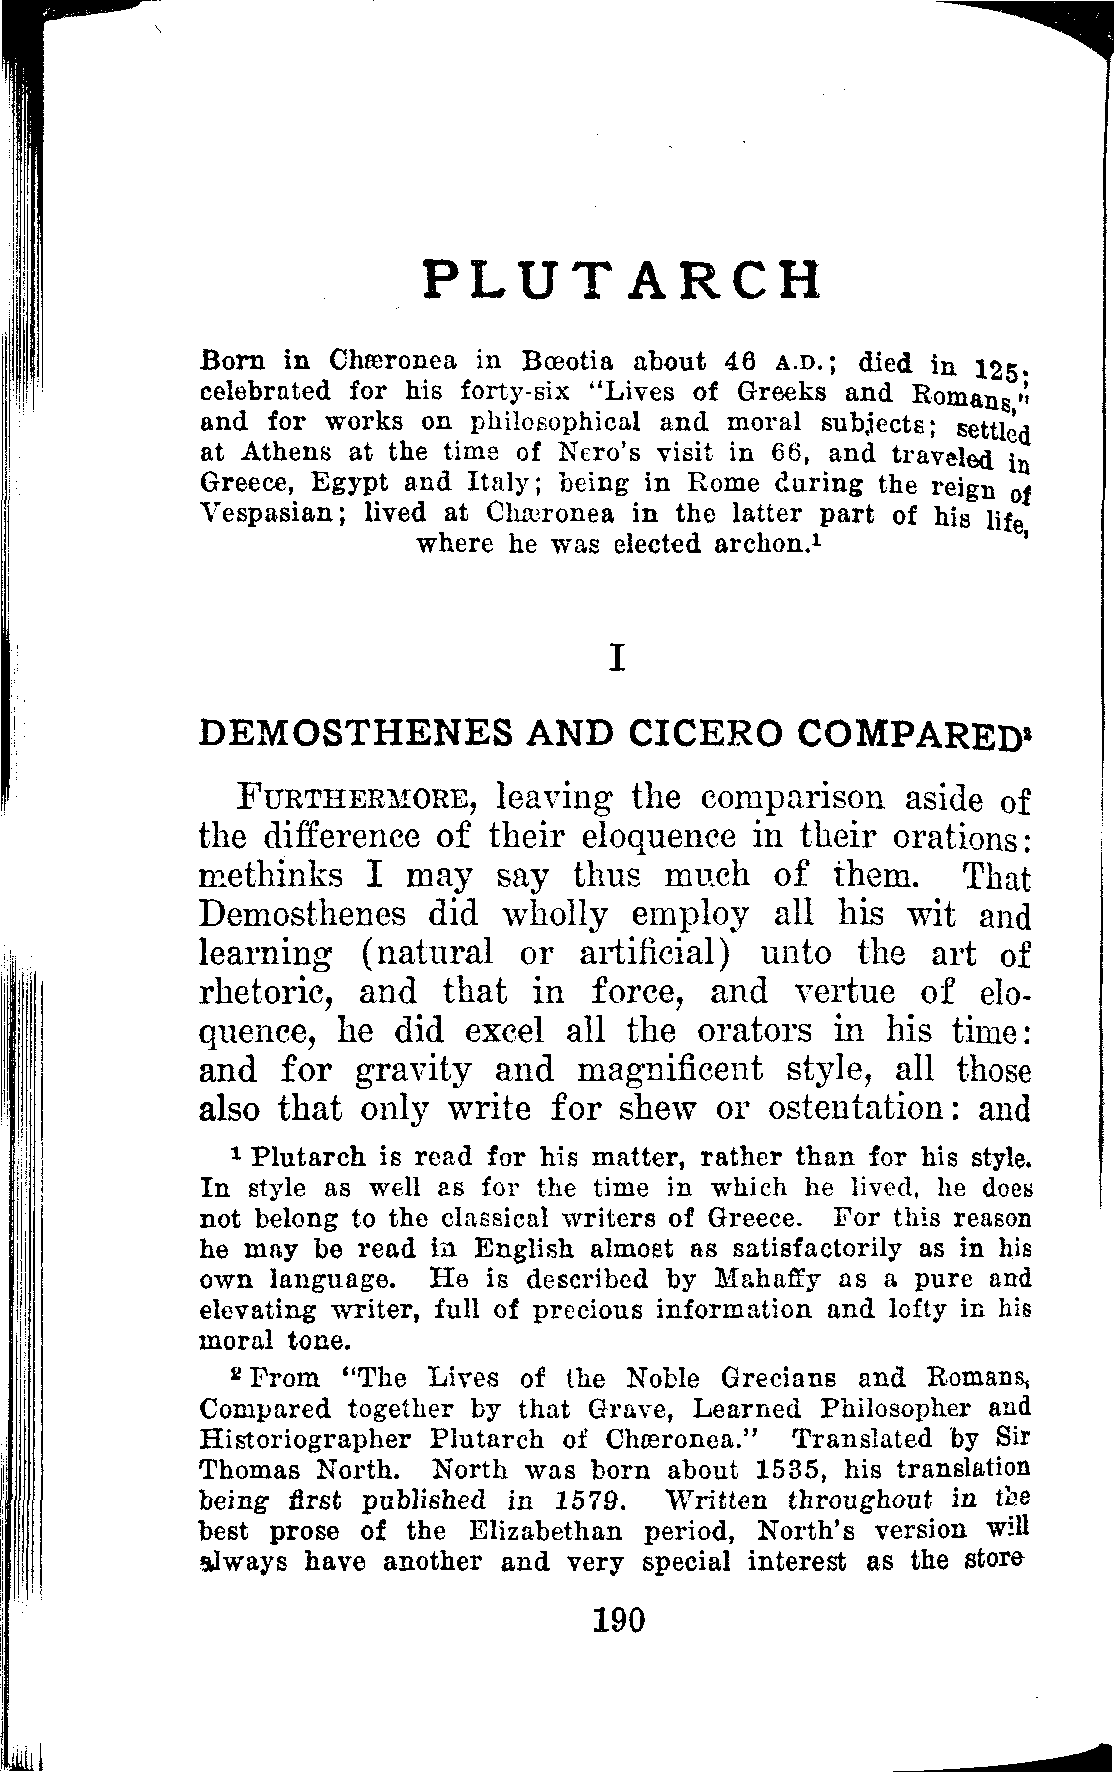 PLUTARCH
Born in Chæronea in Bœotia about 46 A.D.; died in 125;
celebrated for his forty-six "Lives of Greeks and Romans,"
and for works on philosophical and moral subjects; settled
at Athens at the time of Nero's visit in 66, and traveled in
Greece, Egypt and Italy; being in Rome during the reign of
Vespasian; lived at Chæronea in the latter part of his life,
where he was elected archon.¹
I
DEMOSTHENES AND CICERO COMPARED²
FURTHERMORE, leaving the comparison aside of
the difference of their eloquence in their orations:
methinks I may say thus much of them. That
Demosthenes did wholly employ all his wit and
learning (natural or artificial) unto the art of
rhetoric, and that in force, and vertue of elo-
quence, he did excel all the orators in his time:
and for gravity and magnificent style, all those
also that only write for shew or ostentation: and
¹ Plutarch is read for his matter, rather than for his style.
In style as well as for the time in which he lived, he does
not belong to the classical writers of Greece. For this reason
he may be read in English almost as satisfactorily as in his
own language. He is described by Mahaffy as a pure and
elevating writer, full of precious information and lofty in his
moral tone.
² From "The Lives of the Noble Grecians and Romans,
Compared together by that Grave, Learned Philosopher and
Historiographer Plutarch of Chæronea." Translated by Sir
Thomas North. North was born about 1535, his translation
being first published in 1579. Written throughout in the
best prose of the Elizabethan period, North's version will
always have another and very special interest as the store
190